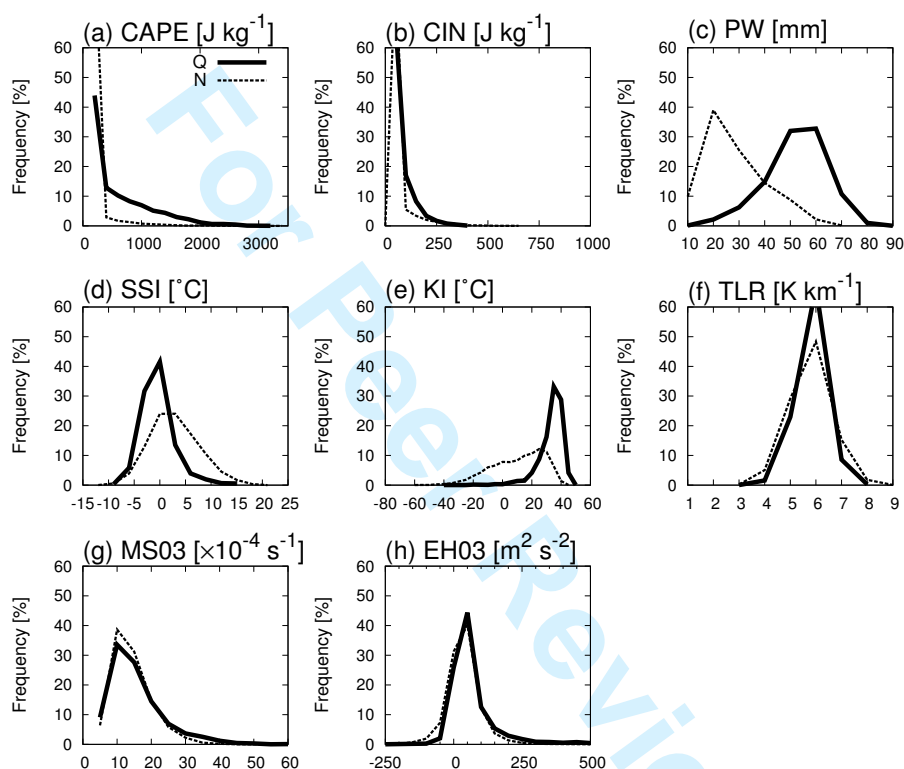 (a) CAPE [J kg⁻¹]
(b) CIN [J kg⁻¹]
(c) PW [mm]
Frequency [%]
60
50
40
30
20
10
0
0 1000 2000 3000
Q
N
Frequency [%]
60
50
40
30
20
10
0
0 250 500 750 1000
Frequency [%]
60
50
40
30
20
10
0
10 20 30 40 50 60 70 80 90
(d) SSI [˚C]
(e) KI [˚C]
(f) TLR [K km⁻¹]
Frequency [%]
60
50
40
30
20
10
0
-15 -10 -5 0 5 10 15 20 25
Frequency [%]
60
50
40
30
20
10
0
-80 -60 -40 -20 0 20 40 60
Frequency [%]
60
50
40
30
20
10
0
1 2 3 4 5 6 7 8 9
(g) MS03 [×10⁻⁴ s⁻¹]
(h) EH03 [m² s⁻²]
Frequency [%]
60
50
40
30
20
10
0
0 10 20 30 40 50 60
Frequency [%]
60
50
40
30
20
10
0
-250 0 250 500
For Peer Revie